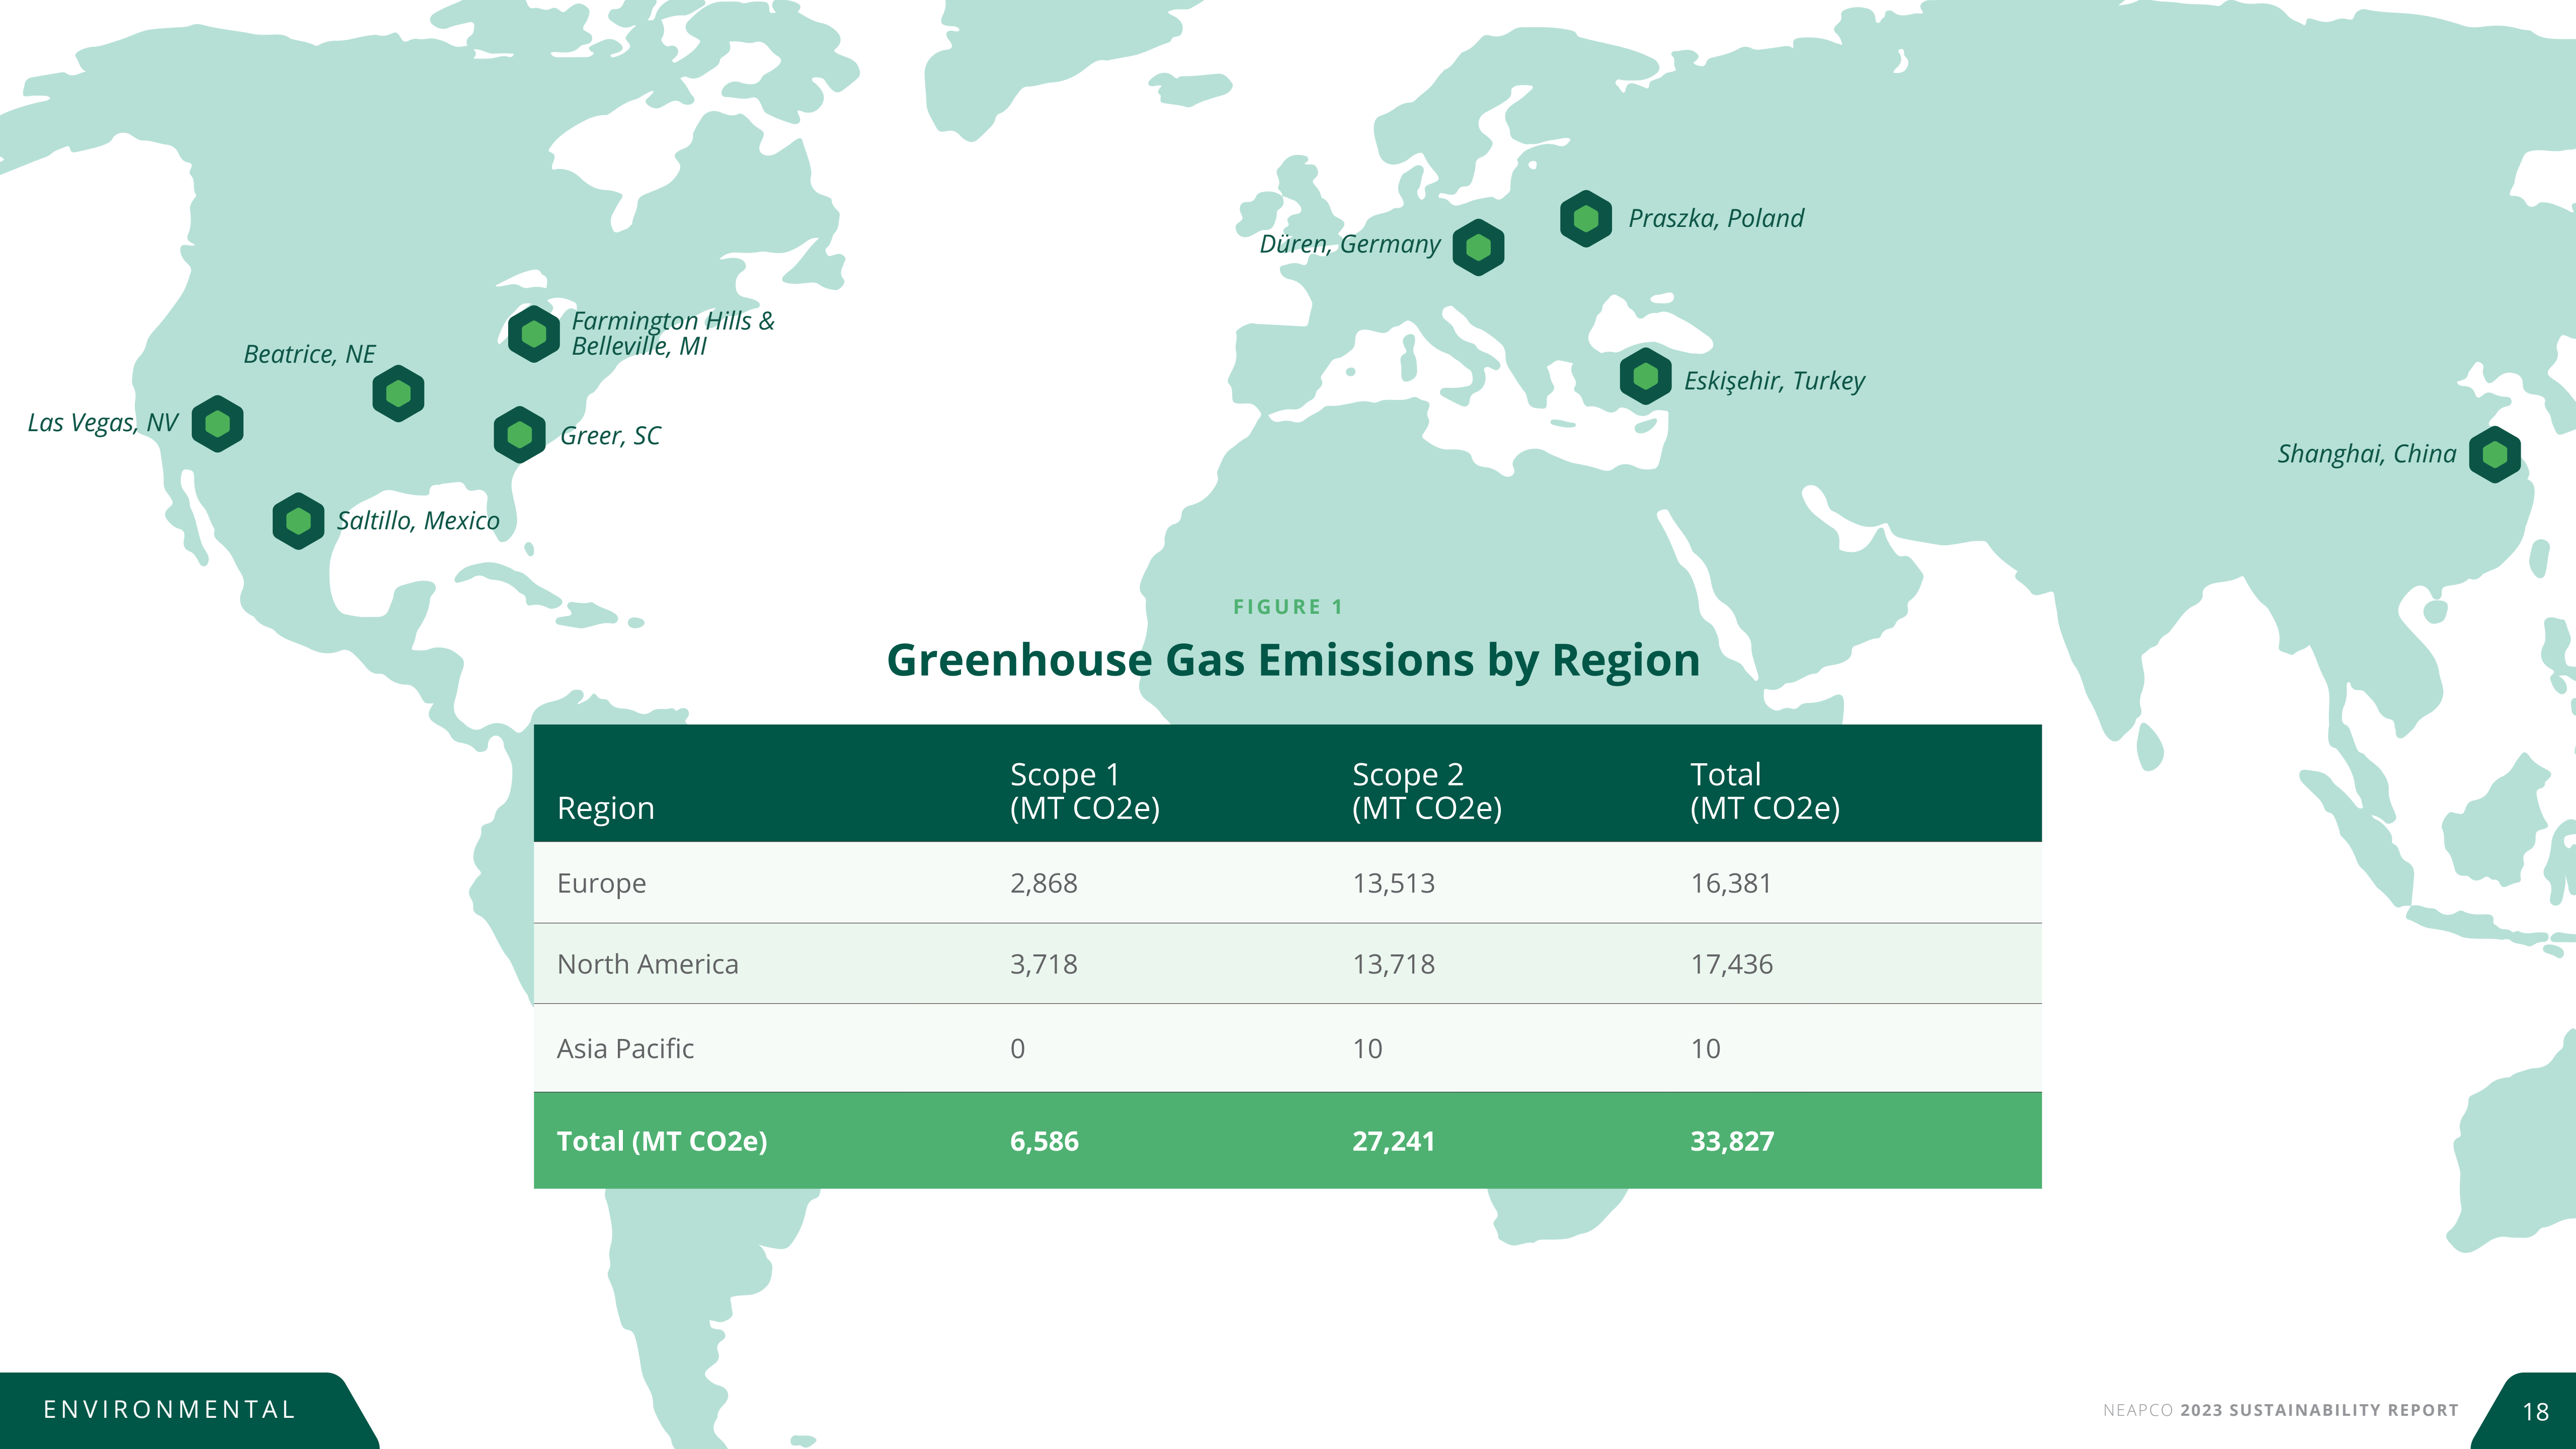 Praszka, Poland
Düren, Germany
Farmington Hills &
Belleville, MI
Beatrice, NE
Eskişehir, Turkey
Las Vegas, NV
Greer, SC
Shanghai, China
Saltillo, Mexico
FIGURE 1
Greenhouse Gas Emissions by Region
Region Scope 1 (MT CO2e) Scope 2 (MT CO2e) Total (MT CO2e)
Europe 2,868 13,513 16,381
North America 3,718 13,718 17,436
Asia Pacific 0 10 10
Total (MT CO2e) 6,586 27,241 33,827
ENVIRONMENTAL
NEAPCO 2023 SUSTAINABILITY REPORT
18